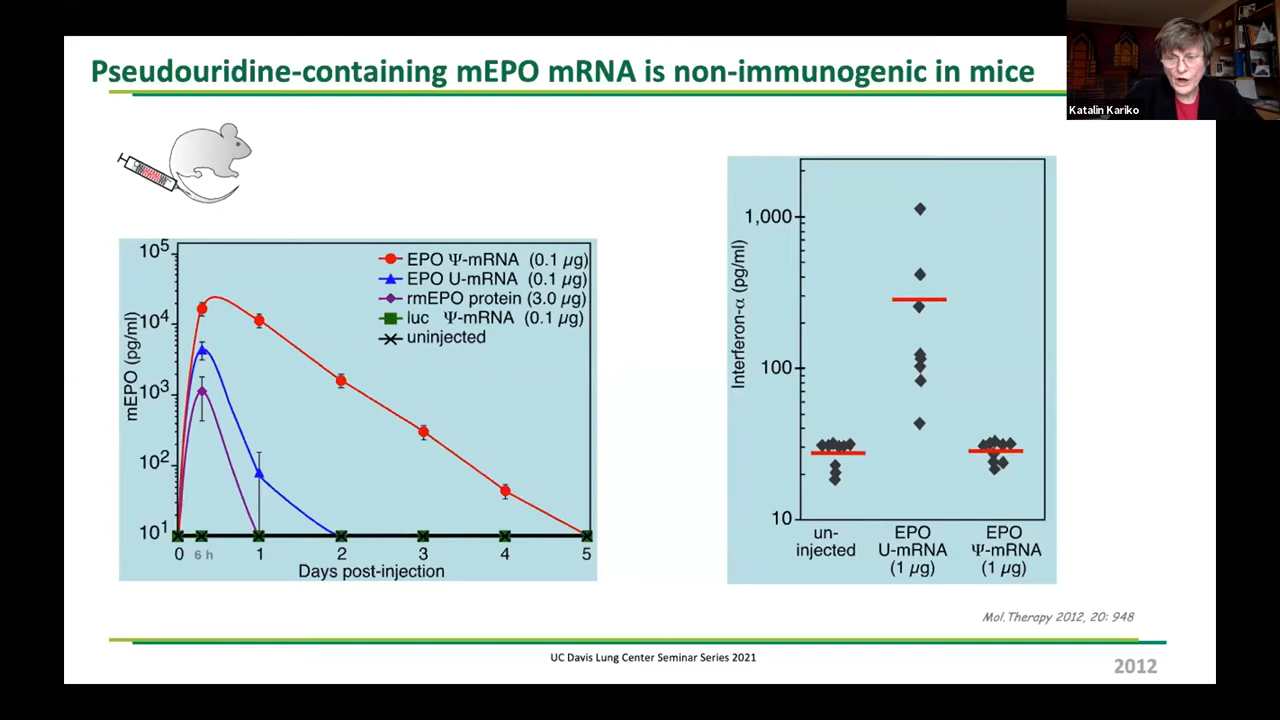 Pseudouridine-containing mEPO mRNA is non-immunogenic in mice
Katalin Kariko
mEPO (pg/ml)
10⁵
10⁴
10³
10²
10¹
EPO Ψ-mRNA (0.1 µg)
EPO U-mRNA (0.1 µg)
rmEPO protein (3.0 µg)
luc Ψ-mRNA (0.1 µg)
uninjected
0 6 h 1 2 3 4 5
Days post-injection
Interferon-α (pg/ml)
1,000
100
10
un-
injected
EPO
U-mRNA
(1 µg)
EPO
Ψ-mRNA
(1 µg)
Mol.Therapy 2012, 20: 948
UC Davis Lung Center Seminar Series 2021
2012